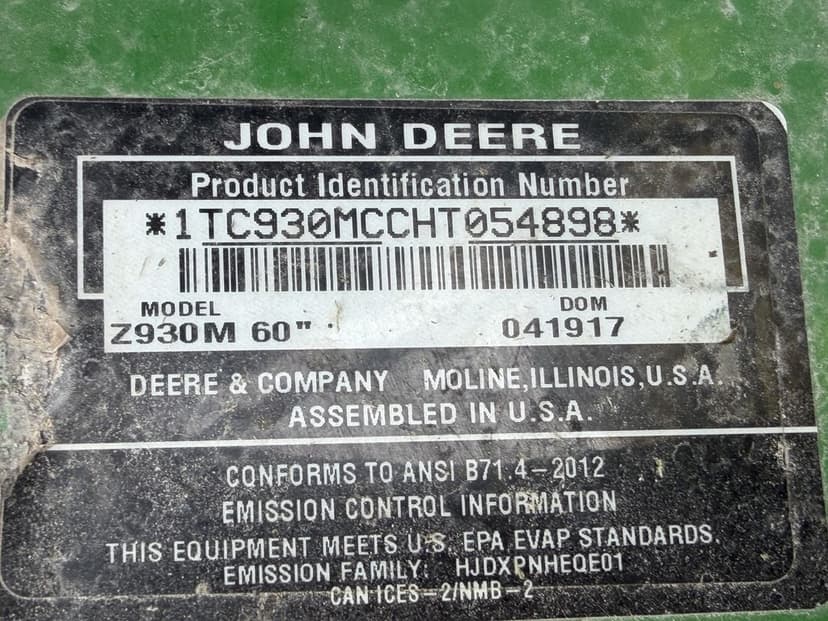 JOHN DEERE
Product Identification Number
*1TC930MCCHT054898*
MODEL DOM
Z930M 60" 041917
DEERE & COMPANY MOLINE, ILLINOIS, U.S.A.
ASSEMBLED IN U.S.A.
CONFORMS TO ANSI B71.4-2012
EMISSION CONTROL INFORMATION
THIS EQUIPMENT MEETS U.S. EPA EVAP STANDARDS.
EMISSION FAMILY: HJDXPNHEQE01
CAN ICES-2/NMB-2